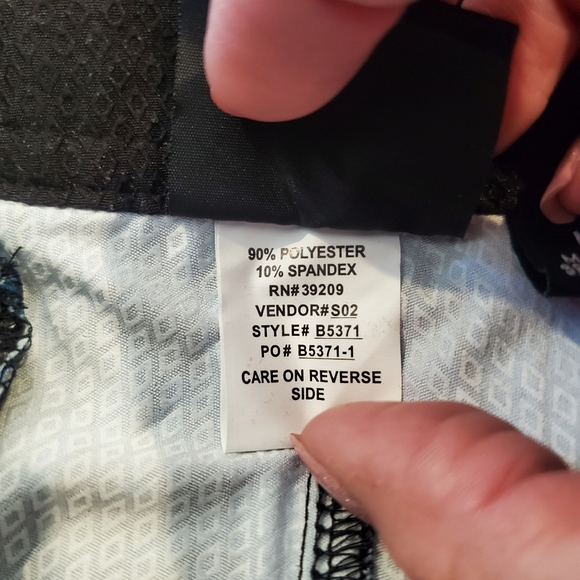 90% POLYESTER
10% SPANDEX
RN#39209
VENDOR#S02
STYLE# B5371
PO# B5371-1
CARE ON REVERSE
SIDE